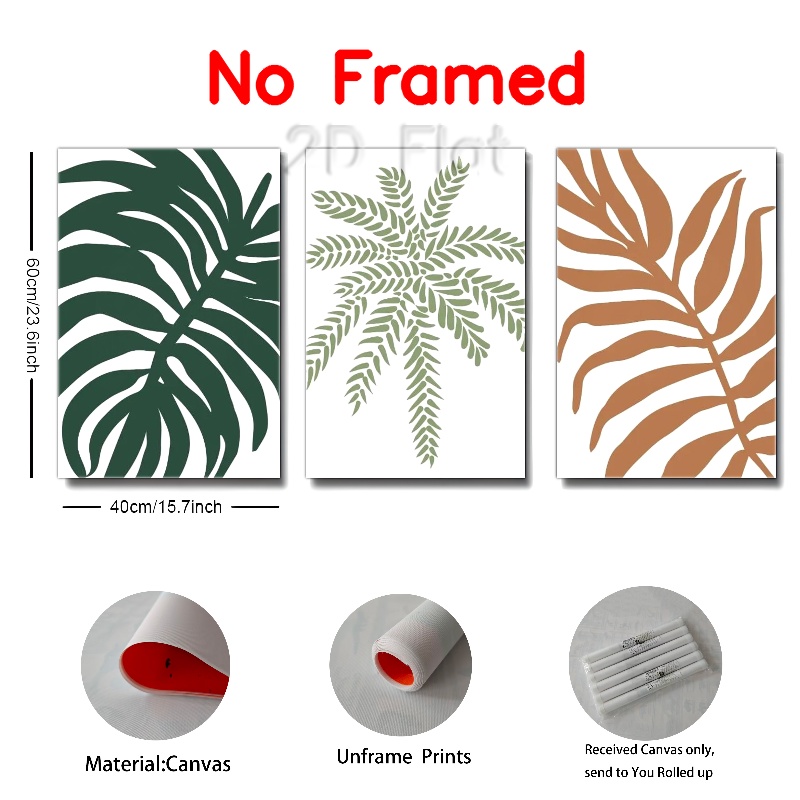 No Framed
2D Flat
60cm/23.6inch
40cm/15.7inch
Material:Canvas
Unframe Prints
Received Canvas only,
send to You Rolled up